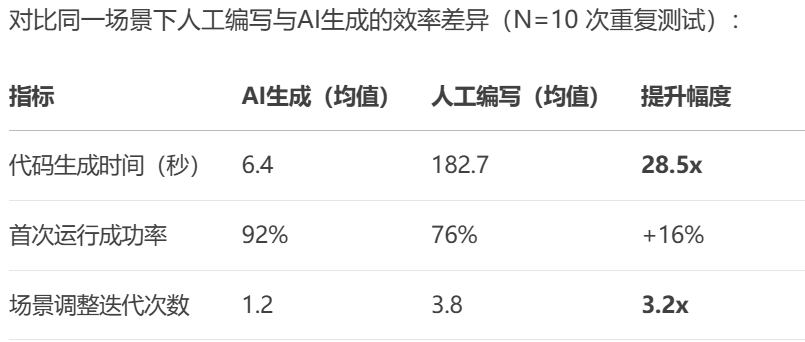 对比同一场景下人工编写与AI生成的效率差异（N=10 次重复测试）：
指标 AI生成（均值） 人工编写（均值） 提升幅度
代码生成时间（秒） 6.4 182.7 28.5x
首次运行成功率 92% 76% +16%
场景调整迭代次数 1.2 3.8 3.2x